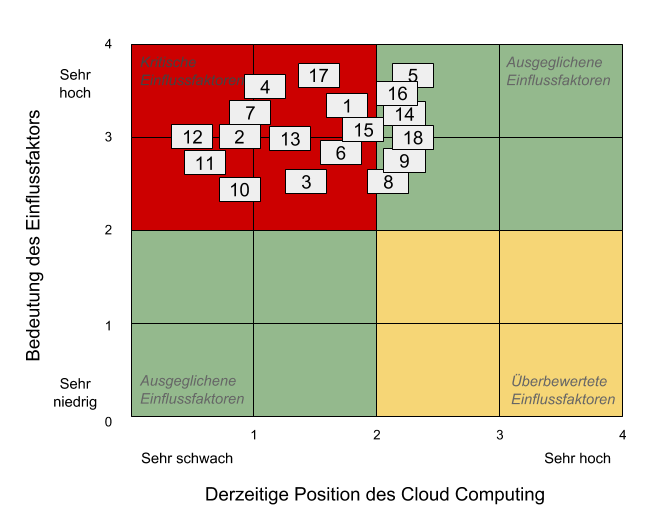 4
Kritische
Einflussfaktoren
Ausgeglichene
Einflussfaktoren
Sehr
hoch
17
5
4
16
1
7
14
15
3
12
2
13
18
6
11
9
10
3
8
2
1
Bedeutung des Einflussfaktors
Sehr
niedrig
Ausgeglichene
Einflussfaktoren
Überbewertete
Einflussfaktoren
0
1
2
3
4
Sehr schwach
Sehr hoch
Derzeitige Position des Cloud Computing